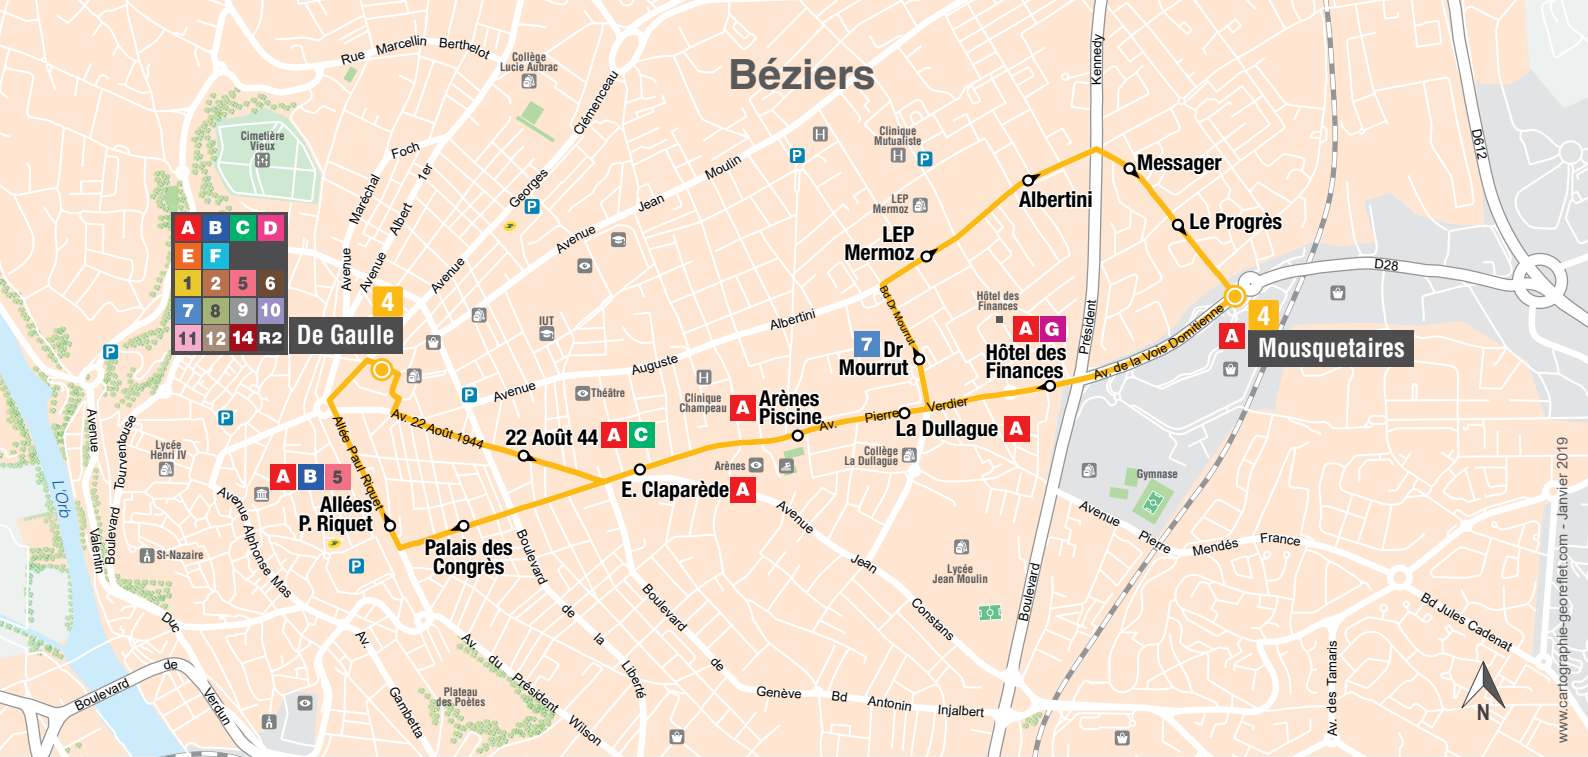 Béziers
Rue Marcellin Berthelot
Collège
Lucie Aubrac
Clémenceau
Georges
Avenue
Kennedy
Président
Boulevard
D612
D28
Cimetière
Vieux
Foch
Maréchal
Avenue
1er
Albert
Avenue
Avenue Jean Moulin
Clinique
Mutualiste
LEP
Mermoz
Messager
Albertini
Le Progrès
LEP
Mermoz
A B C D
E F
1 2 5 6
7 8 9 10
11 12 14 R2
4
De Gaulle
IUT
Bd Dr Mourrut
7 Dr
Mourrut
Hôtel des
Finances
A G
Hôtel des
Finances
4
A
Mousquetaires
Av. de la Voie Domitienne
Avenue Auguste Albertini
Théâtre
Clinique
Champeau
A Arènes
Piscine
Av. Pierre Verdier
La Dullague A
Collège
La Dullague
Arènes
Av. 22 Août 1944
22 Août 44 A C
E. Claparède A
Allée Paul Riquet
A B 5
Allées
P. Riquet
Palais des
Congrès
Avenue
Valentin
Boulevard Tourventouse
Lycée
Henri IV
L'Orb
Avenue Alphonse Mas
St-Nazaire
Duc
Boulevard de Verdun
Av. Gambetta
Av. du Président Wilson
Plateau
des Poètes
Boulevard de la Liberté
Boulevard de Genève
Bd Antonin Injalbert
Avenue Jean Constans
Lycée
Jean Moulin
Gymnase
Avenue Pierre Mendés France
Bd Jules Cadenat
Av. des Tamaris
N
P
P
P
P
P
P
P
H
H
H
www.cartographie-georeflet.com - Janvier 2019